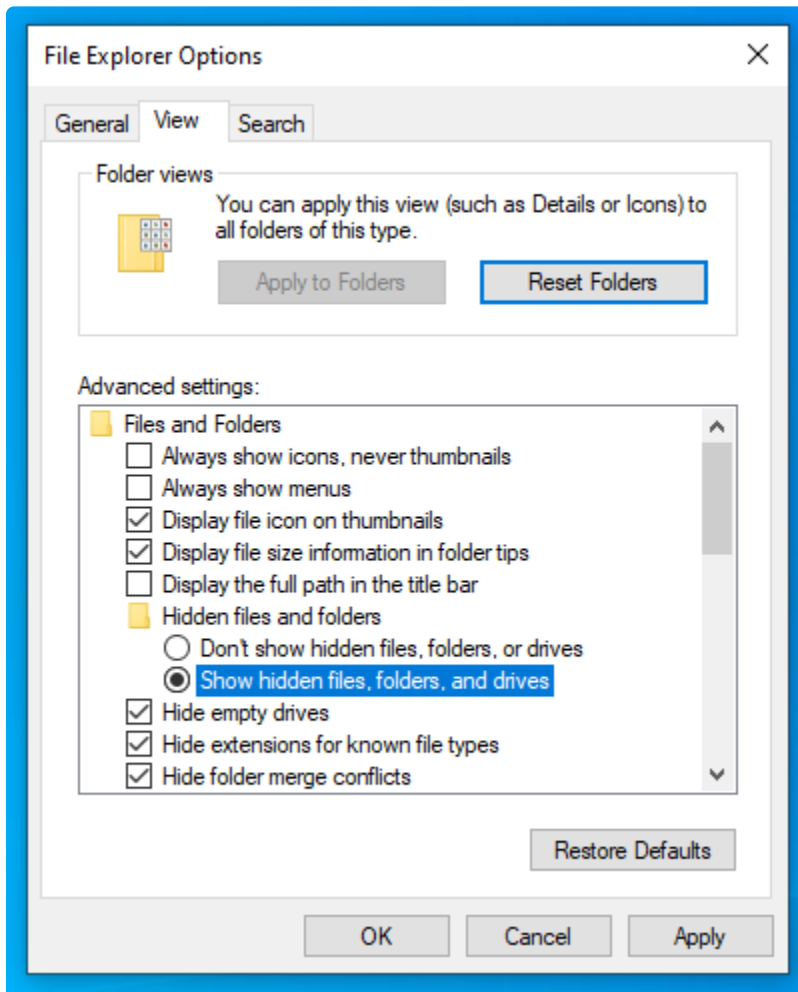 File Explorer Options
General
View
Search
Folder views
You can apply this view (such as Details or Icons) to
all folders of this type.
Apply to Folders
Reset Folders
Advanced settings:
Files and Folders
Always show icons, never thumbnails
Always show menus
Display file icon on thumbnails
Display file size information in folder tips
Display the full path in the title bar
Hidden files and folders
Don't show hidden files, folders, or drives
Show hidden files, folders, and drives
Hide empty drives
Hide extensions for known file types
Hide folder merge conflicts
Restore Defaults
OK
Cancel
Apply